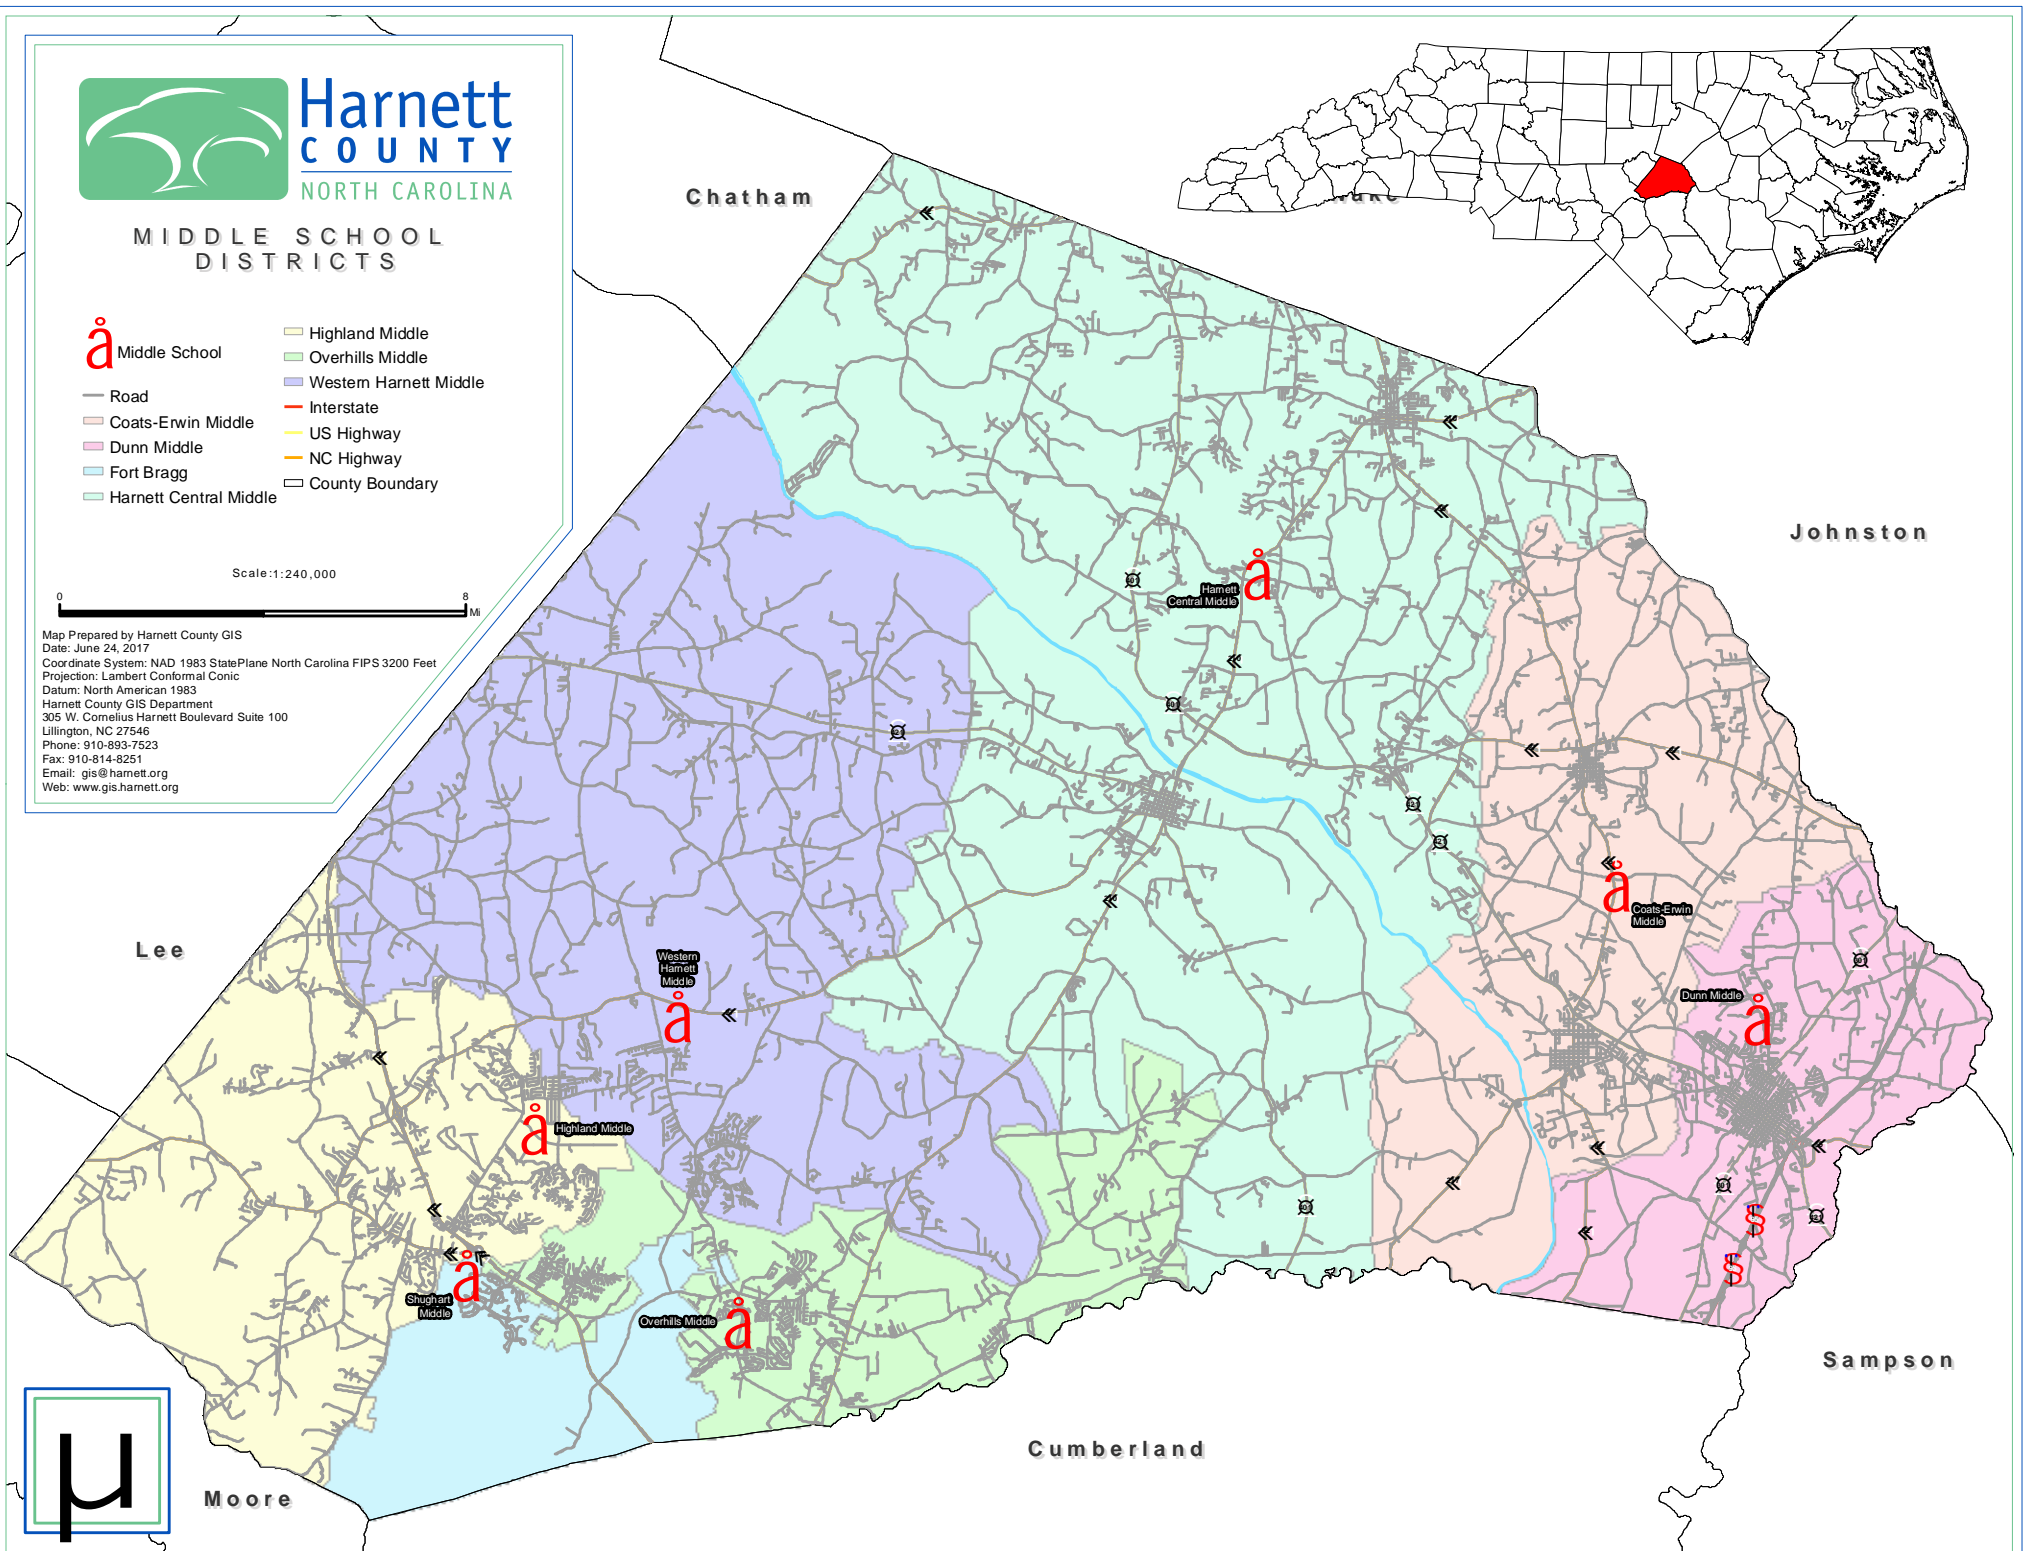 Harnett
COUNTY
NORTH CAROLINA
MIDDLE SCHOOL
DISTRICTS
å Middle School
Road
Coats-Erwin Middle
Dunn Middle
Fort Bragg
Harnett Central Middle
Highland Middle
Overhills Middle
Western Harnett Middle
Interstate
US Highway
NC Highway
County Boundary
Scale:1:240,000
0 8
Mi
Map Prepared by Harnett County GIS
Date: June 24, 2017
Coordinate System: NAD 1983 StatePlane North Carolina FIPS 3200 Feet
Projection: Lambert Conformal Conic
Datum: North American 1983
Harnett County GIS Department
305 W. Cornelius Harnett Boulevard Suite 100
Lillington, NC 27546
Phone: 910-893-7523
Fax: 910-814-8251
Email: gis@harnett.org
Web: www.gis.harnett.org
Chatham
Johnston
Lee
Harnett
Central Middle
å
Coats-Erwin
Middle
å
Western
Harnett
Middle
å
Dunn Middle
å
Highland Middle
å
Shughart
Middle
å
Overhills Middle
å
§
§
Sampson
Cumberland
Moore
µ